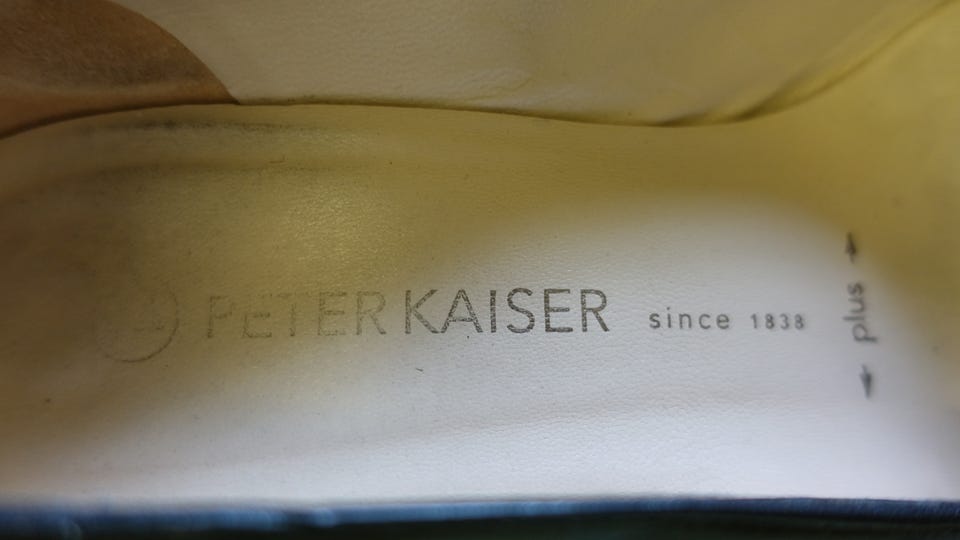 PETER KAISER since 1838
plus